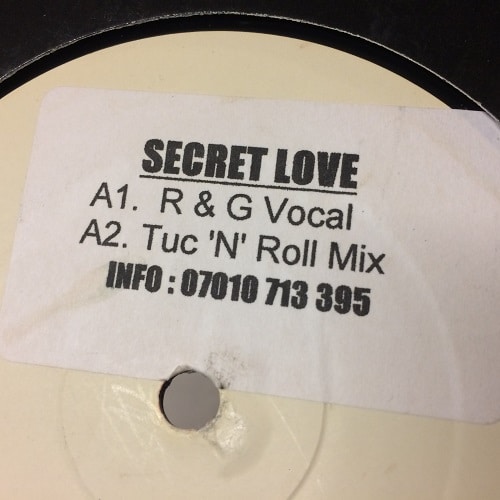 SECRET LOVE
A1. R & G Vocal
A2. Tuc 'N' Roll Mix
INFO : 07010 713 395